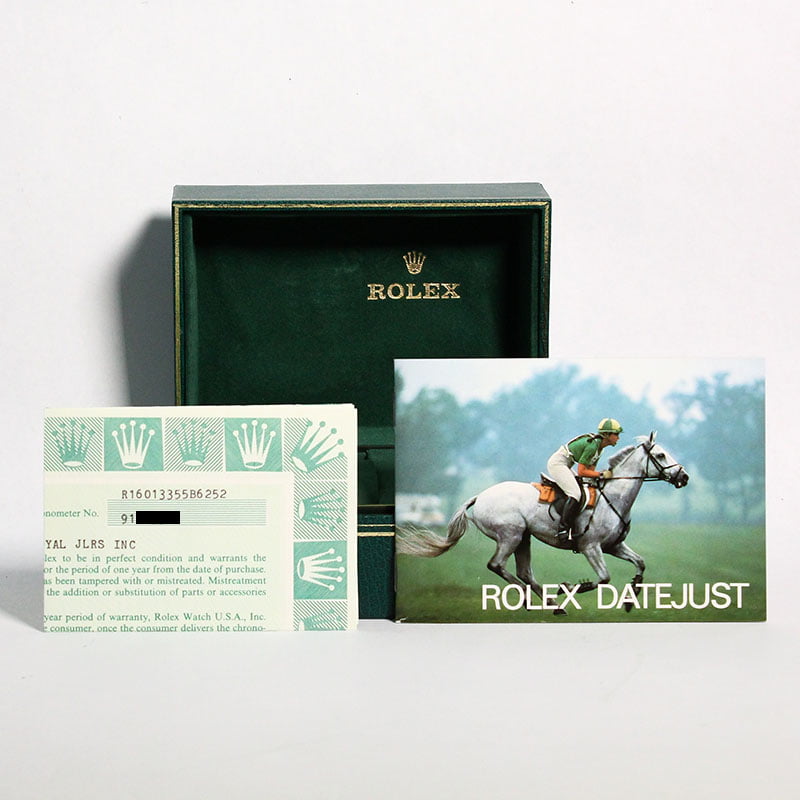 ROLEX
R16013355B6252
onometer No.
91
YAL JLRS INC
lex to be in perfect condition and warrants the
or the period of one year from the date of purchase.
as been tampered with or mistreated. Mistreatment
the addition or substitution of parts or accessories
year period of warranty, Rolex Watch U.S.A., Inc.
e consumer, once the consumer delivers the chrono-
ROLEX DATEJUST